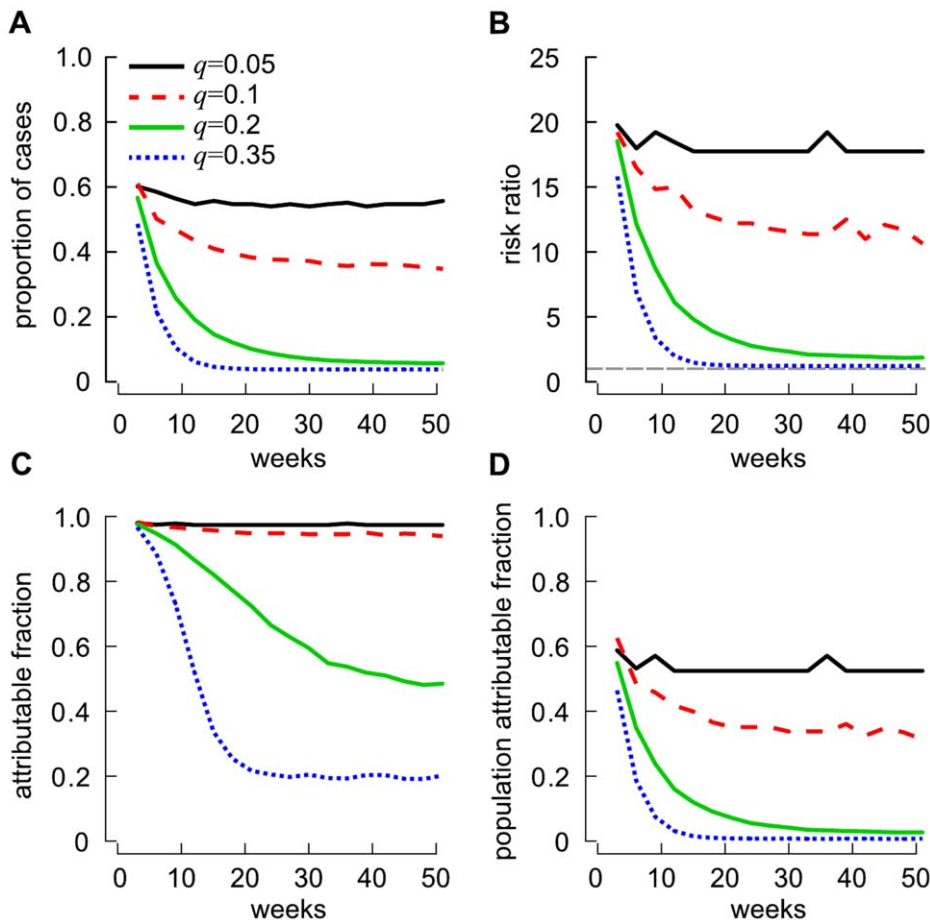 A
proportion of cases
1.0
0.8
0.6
0.4
0.2
0
q=0.05
q=0.1
q=0.2
q=0.35
0 10 20 30 40 50
weeks
B
risk ratio
25
20
15
10
5
0
0 10 20 30 40 50
weeks
C
attributable fraction
1.0
0.8
0.6
0.4
0.2
0
0 10 20 30 40 50
weeks
D
population attributable fraction
1.0
0.8
0.6
0.4
0.2
0
0 10 20 30 40 50
weeks